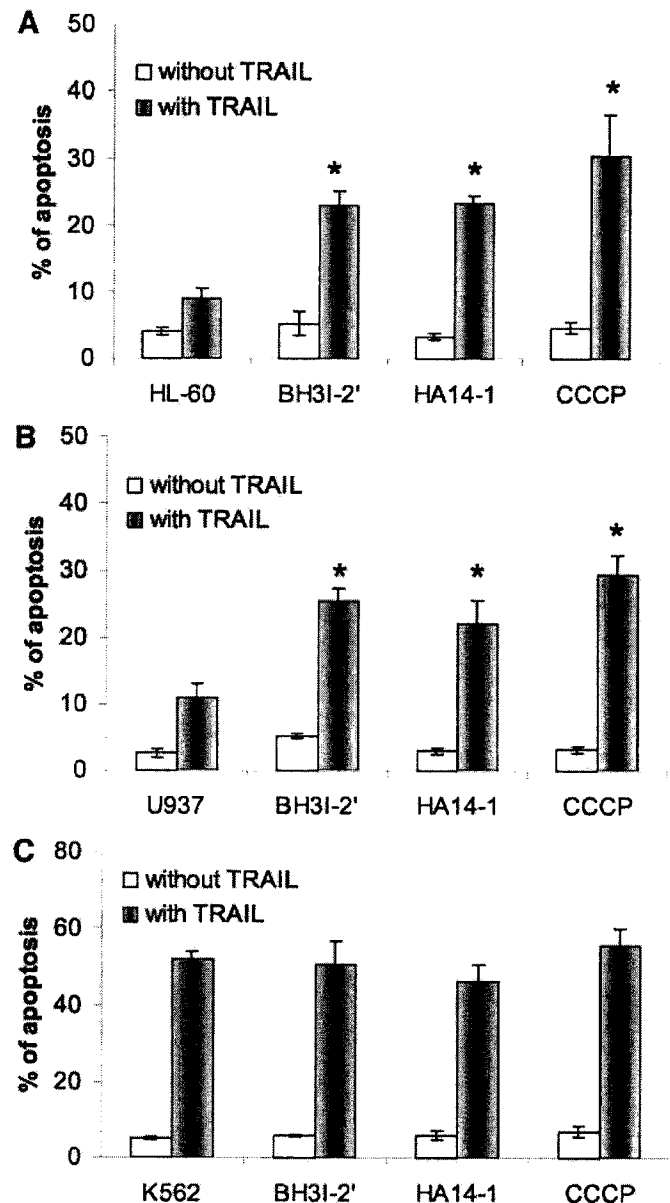 A
50
40
30
20
10
0
% of apoptosis
without TRAIL
with TRAIL
*
*
*
HL-60 BH3I-2' HA14-1 CCCP
B
50
40
30
20
10
0
% of apoptosis
without TRAIL
with TRAIL
*
*
*
U937 BH3I-2' HA14-1 CCCP
C
80
60
40
20
0
% of apoptosis
without TRAIL
with TRAIL
K562 BH3I-2' HA14-1 CCCP